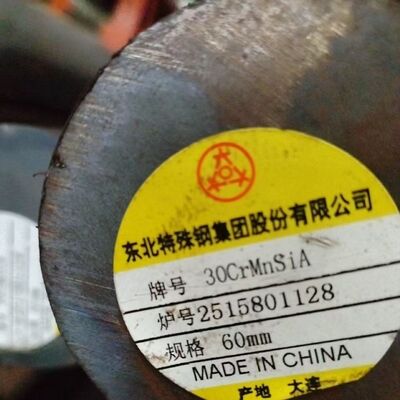 东北特殊钢集团股份有限公司
牌号 30CrMnSiA
炉号 2515801128
规格 60mm
MADE IN CHINA
产地 大连